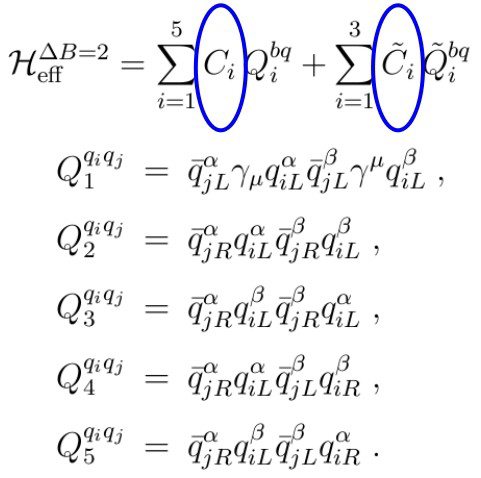 $\mathcal{H}_{\text{eff}}^{\Delta B=2} = \sum_{i=1}^{5} C_i Q_i^{bq} + \sum_{i=1}^{3} \tilde{C}_i \tilde{Q}_i^{bq}$
$Q_1^{q_i q_j} = \bar{q}_{jL}^{\alpha} \gamma_\mu q_{iL}^{\alpha} \bar{q}_{jL}^{\beta} \gamma^\mu q_{iL}^{\beta} \ ,$
$Q_2^{q_i q_j} = \bar{q}_{jR}^{\alpha} q_{iL}^{\alpha} \bar{q}_{jR}^{\beta} q_{iL}^{\beta} \ ,$
$Q_3^{q_i q_j} = \bar{q}_{jR}^{\alpha} q_{iL}^{\beta} \bar{q}_{jR}^{\beta} q_{iL}^{\alpha} \ ,$
$Q_4^{q_i q_j} = \bar{q}_{jR}^{\alpha} q_{iL}^{\alpha} \bar{q}_{jL}^{\beta} q_{iR}^{\beta} \ ,$
$Q_5^{q_i q_j} = \bar{q}_{jR}^{\alpha} q_{iL}^{\beta} \bar{q}_{jL}^{\beta} q_{iR}^{\alpha} \ .$